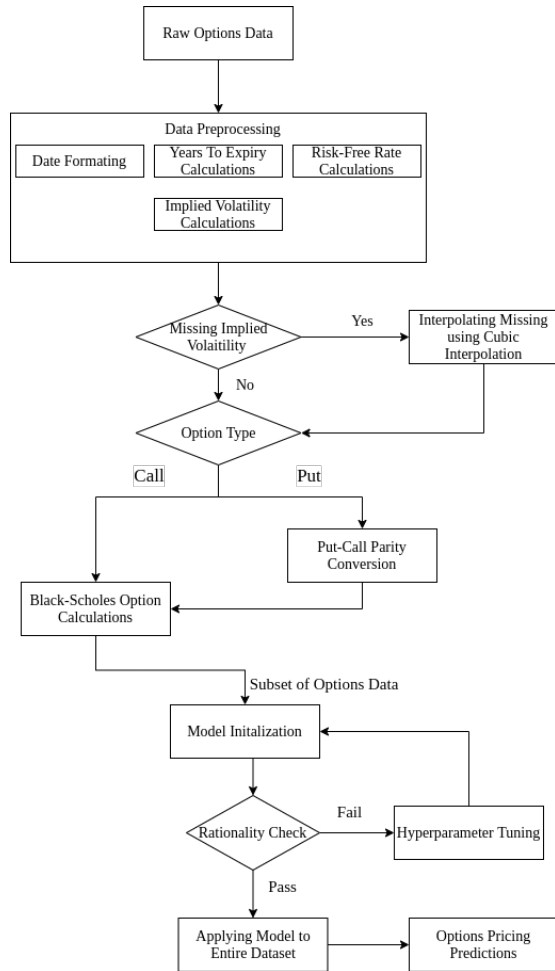 Raw Options Data
Data Preprocessing
Date Formating
Years To Expiry
Calculations
Risk-Free Rate
Calculations
Implied Volatility
Calculations
Missing Implied
Volaitility
Yes
Interpolating Missing
using Cubic
Interpolation
No
Option Type
Call
Put
Put-Call Parity
Conversion
Black-Scholes Option
Calculations
Subset of Options Data
Model Initalization
Rationality Check
Fail
Hyperparameter Tuning
Pass
Applying Model to
Entire Dataset
Options Pricing
Predictions